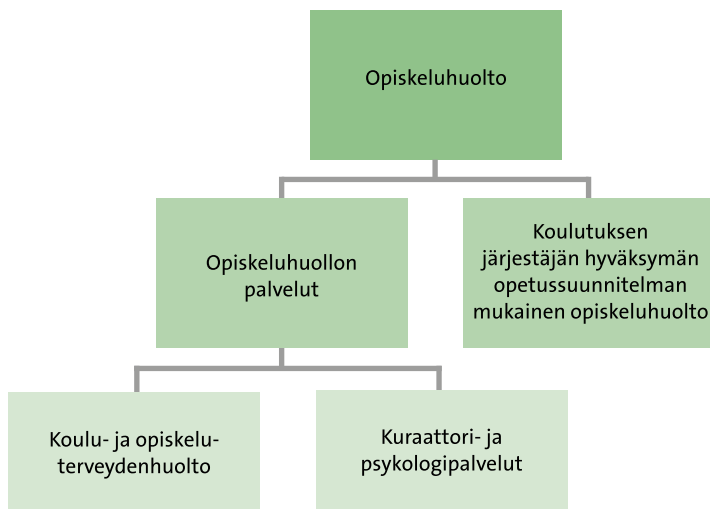 Opiskeluhuolto
Opiskeluhuollon
palvelut
Koulutuksen
järjestäjän hyväksymän
opetussuunnitelman
mukainen opiskeluhuolto
Koulu- ja opiskelu-
terveydenhuolto
Kuraattori- ja
psykologipalvelut